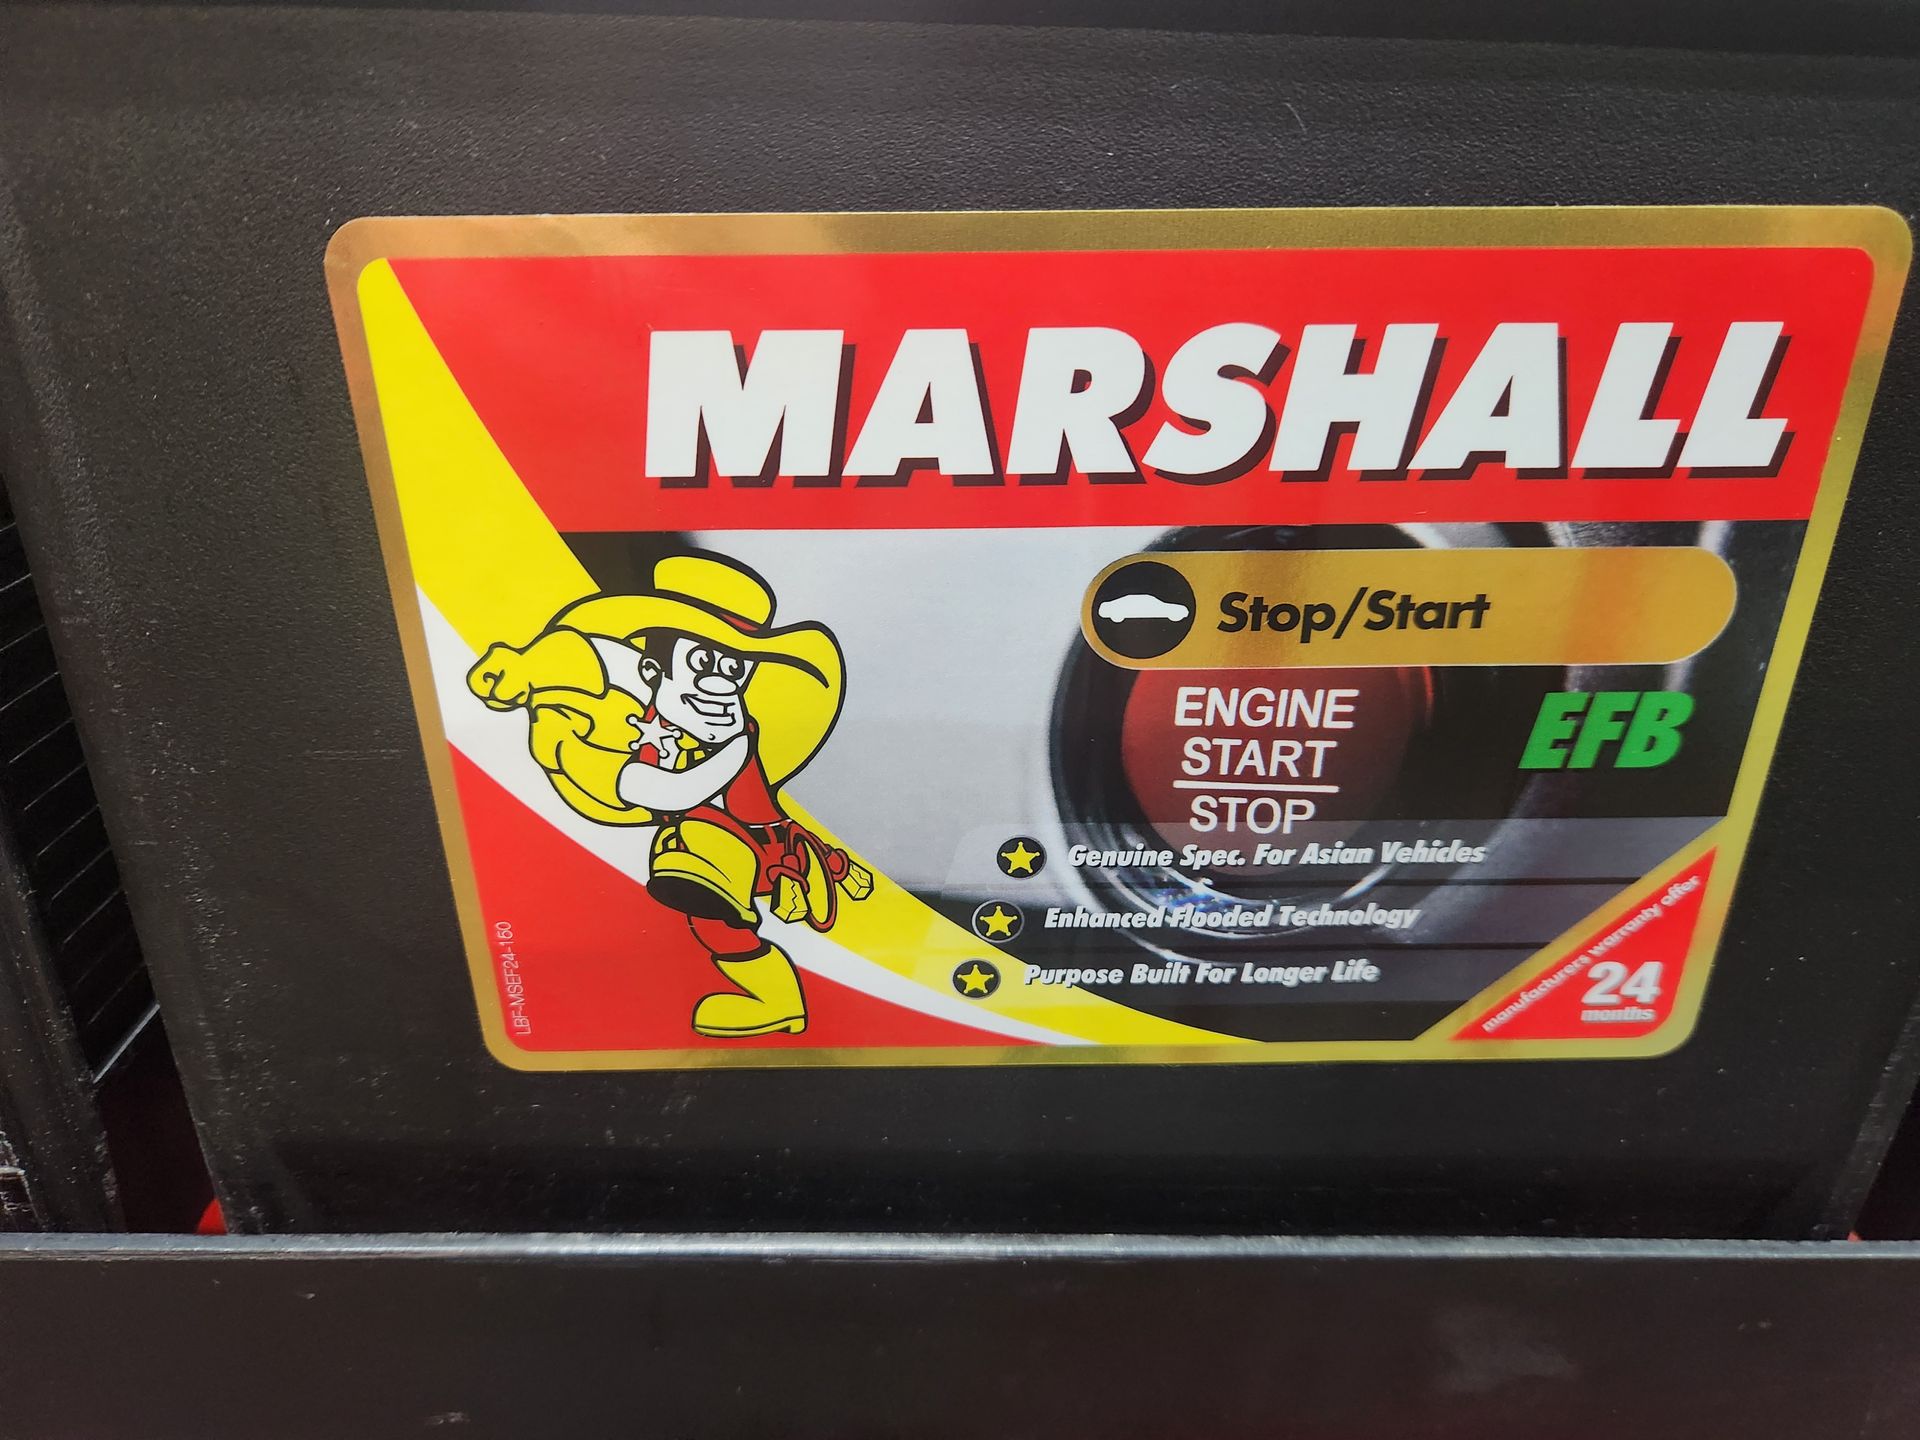 MARSHALL
Stop/Start
ENGINE
START
STOP
EFB
Genuine Spec. For Asian Vehicles
Enhanced Flooded Technology
Purpose Built For Longer Life
manufacturers warranty offer
24
months
LBF-MSEF24-150